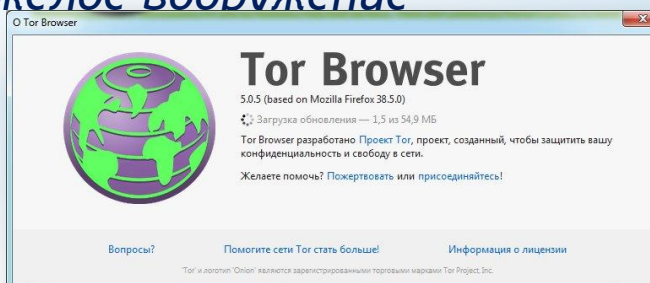 желое вооружение
О Tor Browser
Tor Browser
5.0.5 (based on Mozilla Firefox 38.5.0)
Загрузка обновления — 1,5 из 54,9 МБ
Tor Browser разработано Проект Tor, проект, созданный, чтобы защитить вашу
конфиденциальность и свободу в сети.
Желаете помочь? Пожертвовать или присоединяйтесь!
Вопросы? Помогите сети Tor стать больше! Информация о лицензии
'Tor' и логотип 'Onion' являются зарегистрированными торговыми марками Tor Project, Inc.